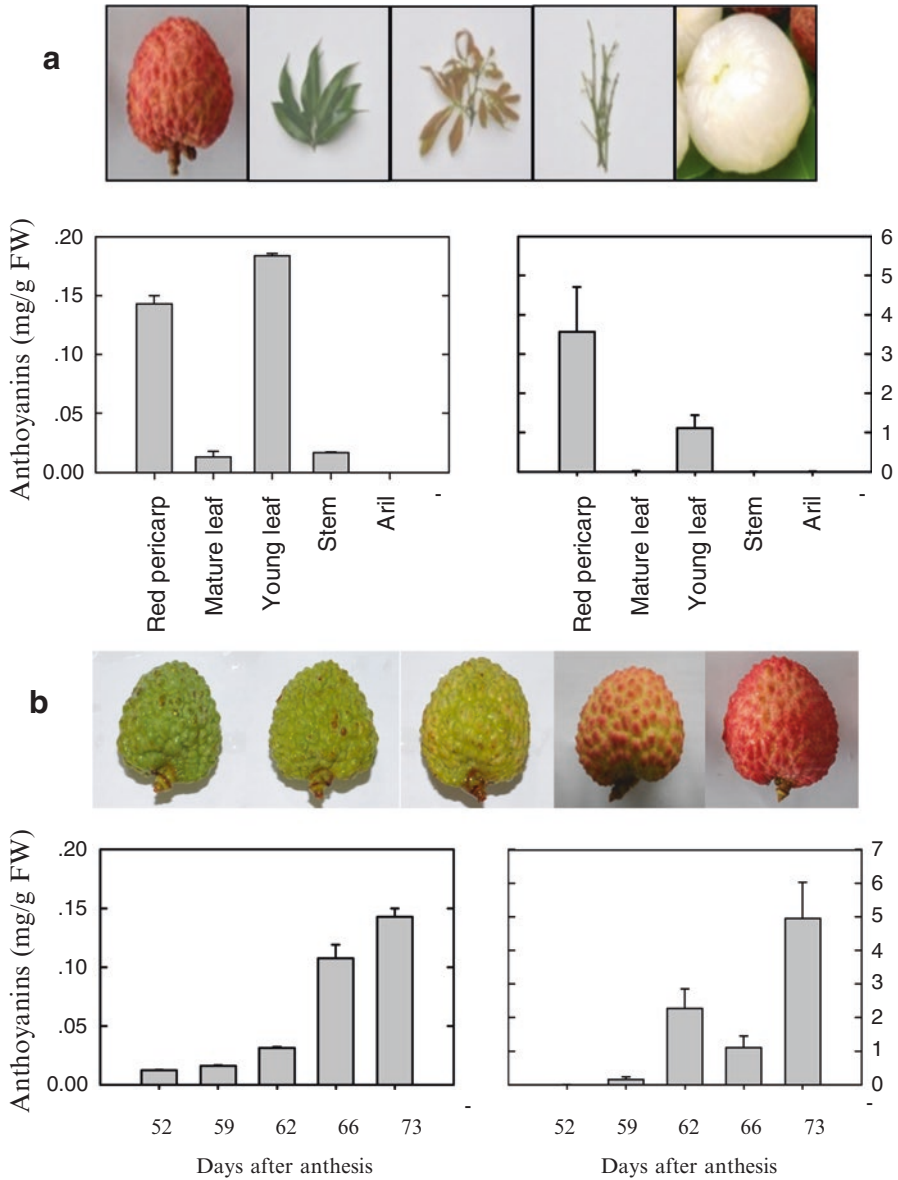 a
Anthoyanins (mg/g FW)
.20
.15
.10
.05
0.00
Red pericarp
Mature leaf
Young leaf
Stem
Aril
-
6
5
4
3
2
1
0
Red pericarp
Mature leaf
Young leaf
Stem
Aril
-
b
Anthoyanins (mg/g FW)
.20
.15
.10
.05
0.00
-
52 59 62 66 73
Days after anthesis
7
6
5
4
3
2
1
0
-
52 59 62 66 73
Days after anthesis